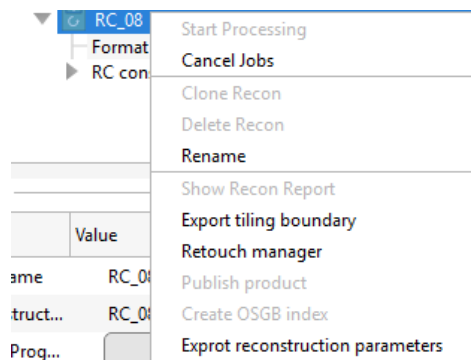 RC_08
Format
RC con
Start Processing
Cancel Jobs
Clone Recon
Delete Recon
Rename
Show Recon Report
Export tiling boundary
Retouch manager
Publish product
Create OSGB index
Exprot reconstruction parameters
Value
ame RC_08
truct... RC_08
Prog...